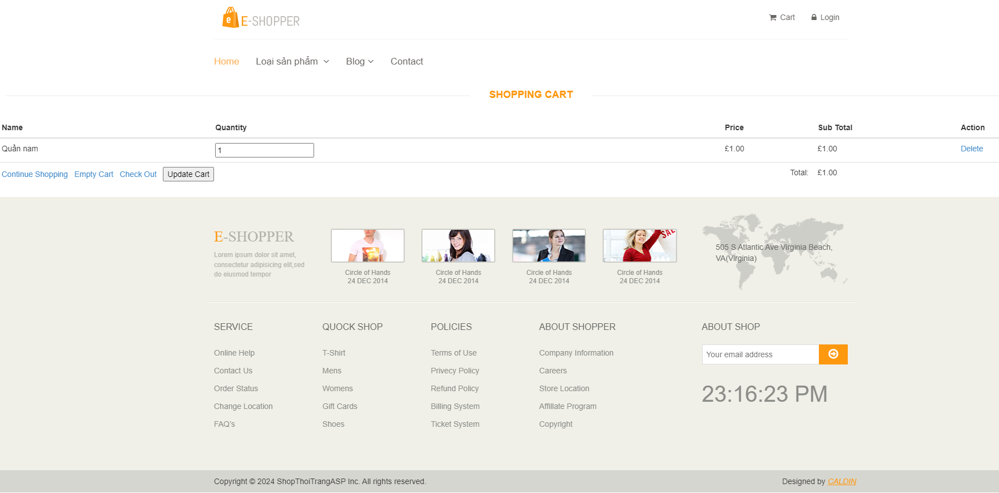 e E-SHOPPER
Cart Login
Home Loại sản phẩm Blog Contact
SHOPPING CART
Name Quantity Price Sub Total Action
Quần nam 1 £1.00 £1.00 Delete
Continue Shopping Empty Cart Check Out Update Cart Total: £1.00
E-SHOPPER
Lorem ipsum dolor sit amet,
consectetur adipisicing elit,sed
do eiusmod tempor
Circle of Hands
24 DEC 2014
Circle of Hands
24 DEC 2014
Circle of Hands
24 DEC 2014
SALE
Circle of Hands
24 DEC 2014
505 S Atlantic Ave Virginia Beach,
VA(Virginia)
SERVICE
Online Help
Contact Us
Order Status
Change Location
FAQ's
QUOCK SHOP
T-Shirt
Mens
Womens
Gift Cards
Shoes
POLICIES
Terms of Use
Privecy Policy
Refund Policy
Billing System
Ticket System
ABOUT SHOPPER
Company Information
Careers
Store Location
Affillate Program
Copyright
ABOUT SHOP
Your email address
23:16:23 PM
Copyright © 2024 ShopThoiTrangASP Inc. All rights reserved.
Designed by CALDIN